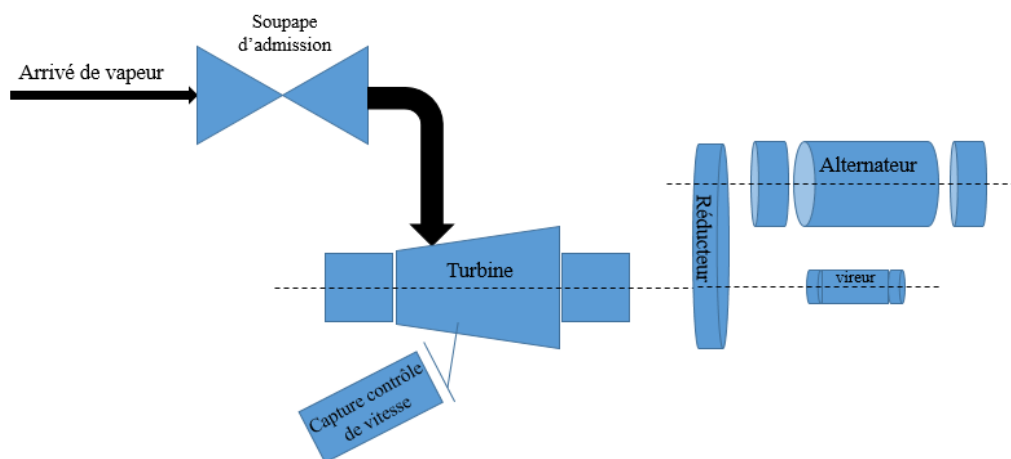 Soupape
d’admission
Arrivé de vapeur
Alternateur
Réducteur
Turbine
vireur
Capture contrôle
de vitesse